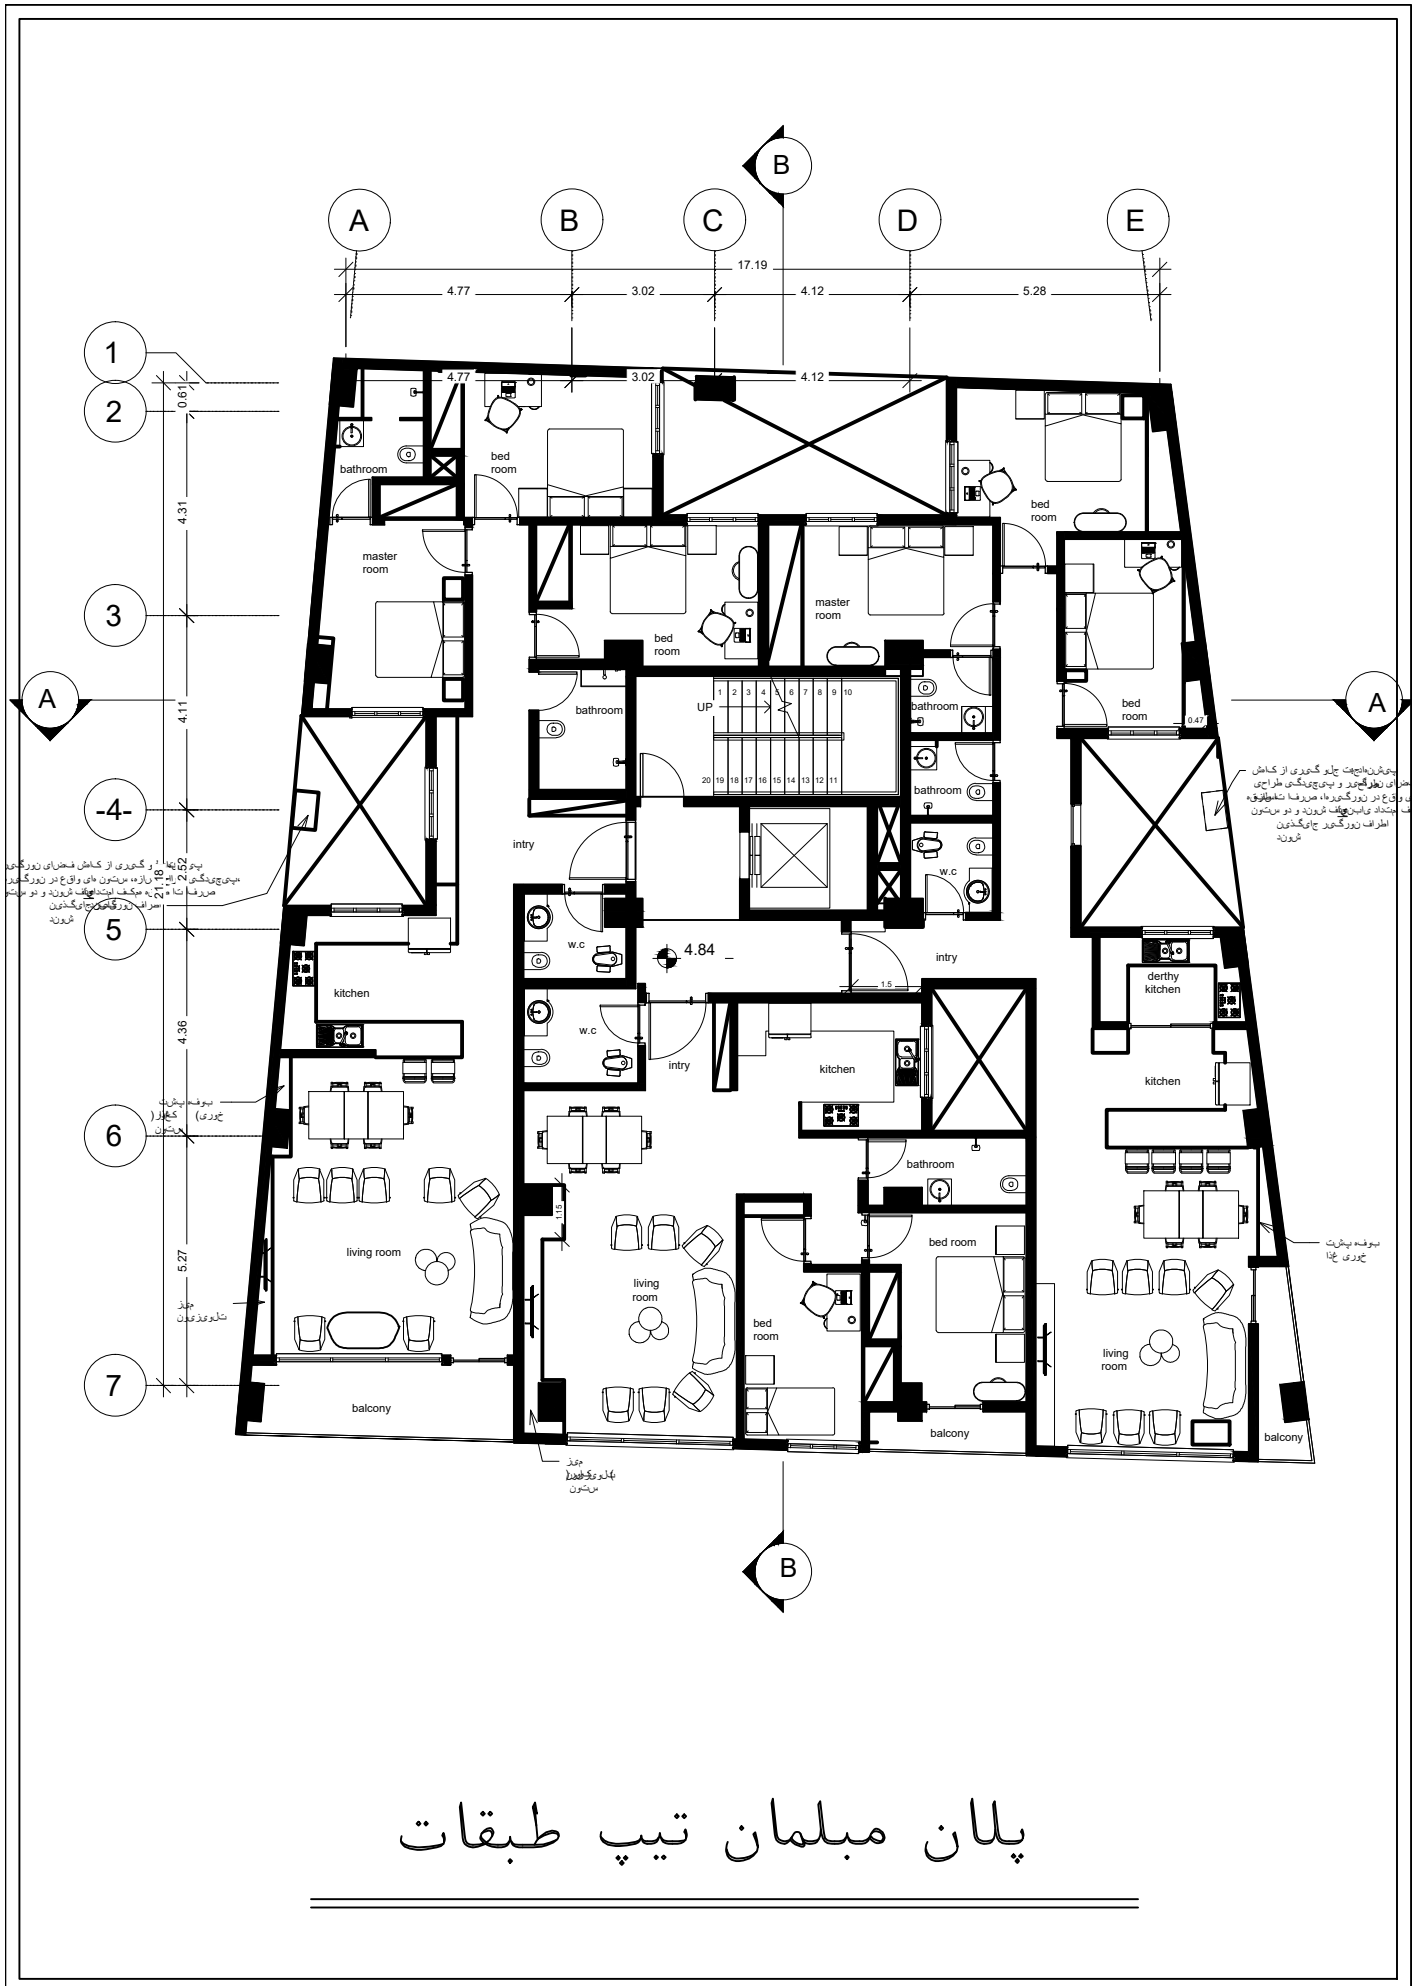 B
A
B
C
D
E
17.19
4.77
3.02
4.12
5.28
1
2
3
-4-
5
6
7
0.61
4.31
4.11
2.52
21.18
4.36
5.27
A
A
4.77
3.02
4.12
bathroom
bed
room
bed
room
master
room
bed
room
master
room
bed
room
0.47
bathroom
UP
1 2 3 4 5 6 7 8 9 10
20 19 18 17 16 15 14 13 12 11
bathroom
bathroom
intry
w.c
w.c
4.84
intry
1.5
kitchen
w.c
intry
kitchen
derthy
kitchen
kitchen
bathroom
1.15
living room
living
room
bed room
bed
room
living
room
balcony
balcony
balcony
بوفه پشت
خوری غذا
میز
تلویزیون
میز
ستون
B
پلان مبلمان تیپ طبقات